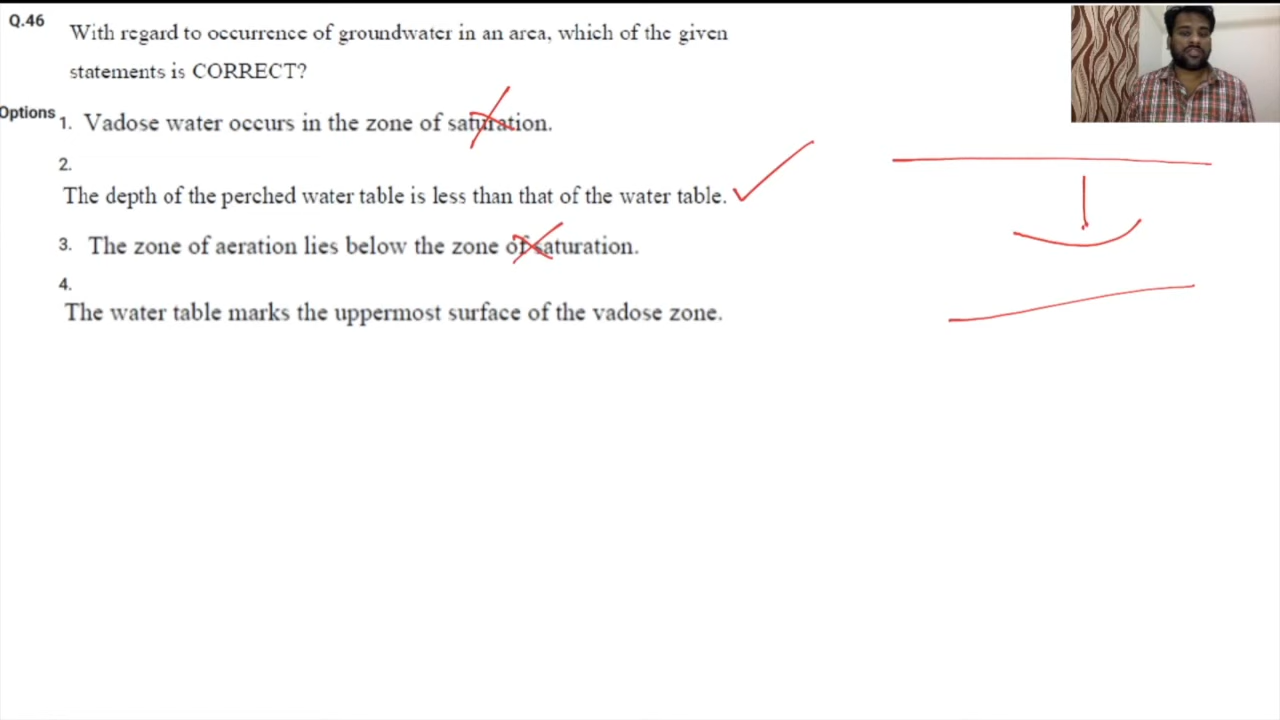 Q.46
With regard to occurrence of groundwater in an area, which of the given
statements is CORRECT?
Options
1. Vadose water occurs in the zone of saturation.
2.
The depth of the perched water table is less than that of the water table.
3. The zone of aeration lies below the zone of saturation.
4.
The water table marks the uppermost surface of the vadose zone.